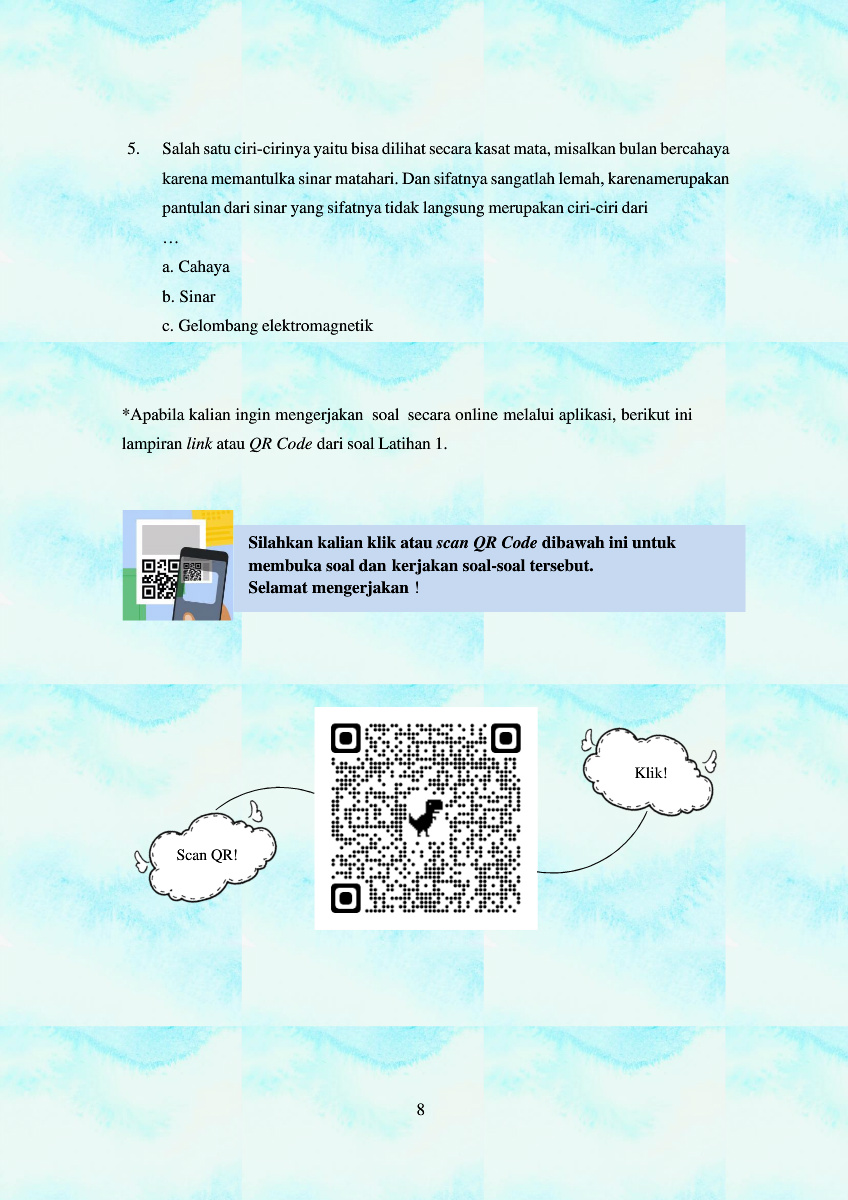 5. Salah satu ciri-cirinya yaitu bisa dilihat secara kasat mata, misalkan bulan bercahaya
karena memantulka sinar matahari. Dan sifatnya sangatlah lemah, karenamerupakan
pantulan dari sinar yang sifatnya tidak langsung merupakan ciri-ciri dari
…
a. Cahaya
b. Sinar
c. Gelombang elektromagnetik
*Apabila kalian ingin mengerjakan soal secara online melalui aplikasi, berikut ini
lampiran link atau QR Code dari soal Latihan 1.
Silahkan kalian klik atau scan QR Code dibawah ini untuk
membuka soal dan kerjakan soal-soal tersebut.
Selamat mengerjakan !
Klik!
Scan QR!
8